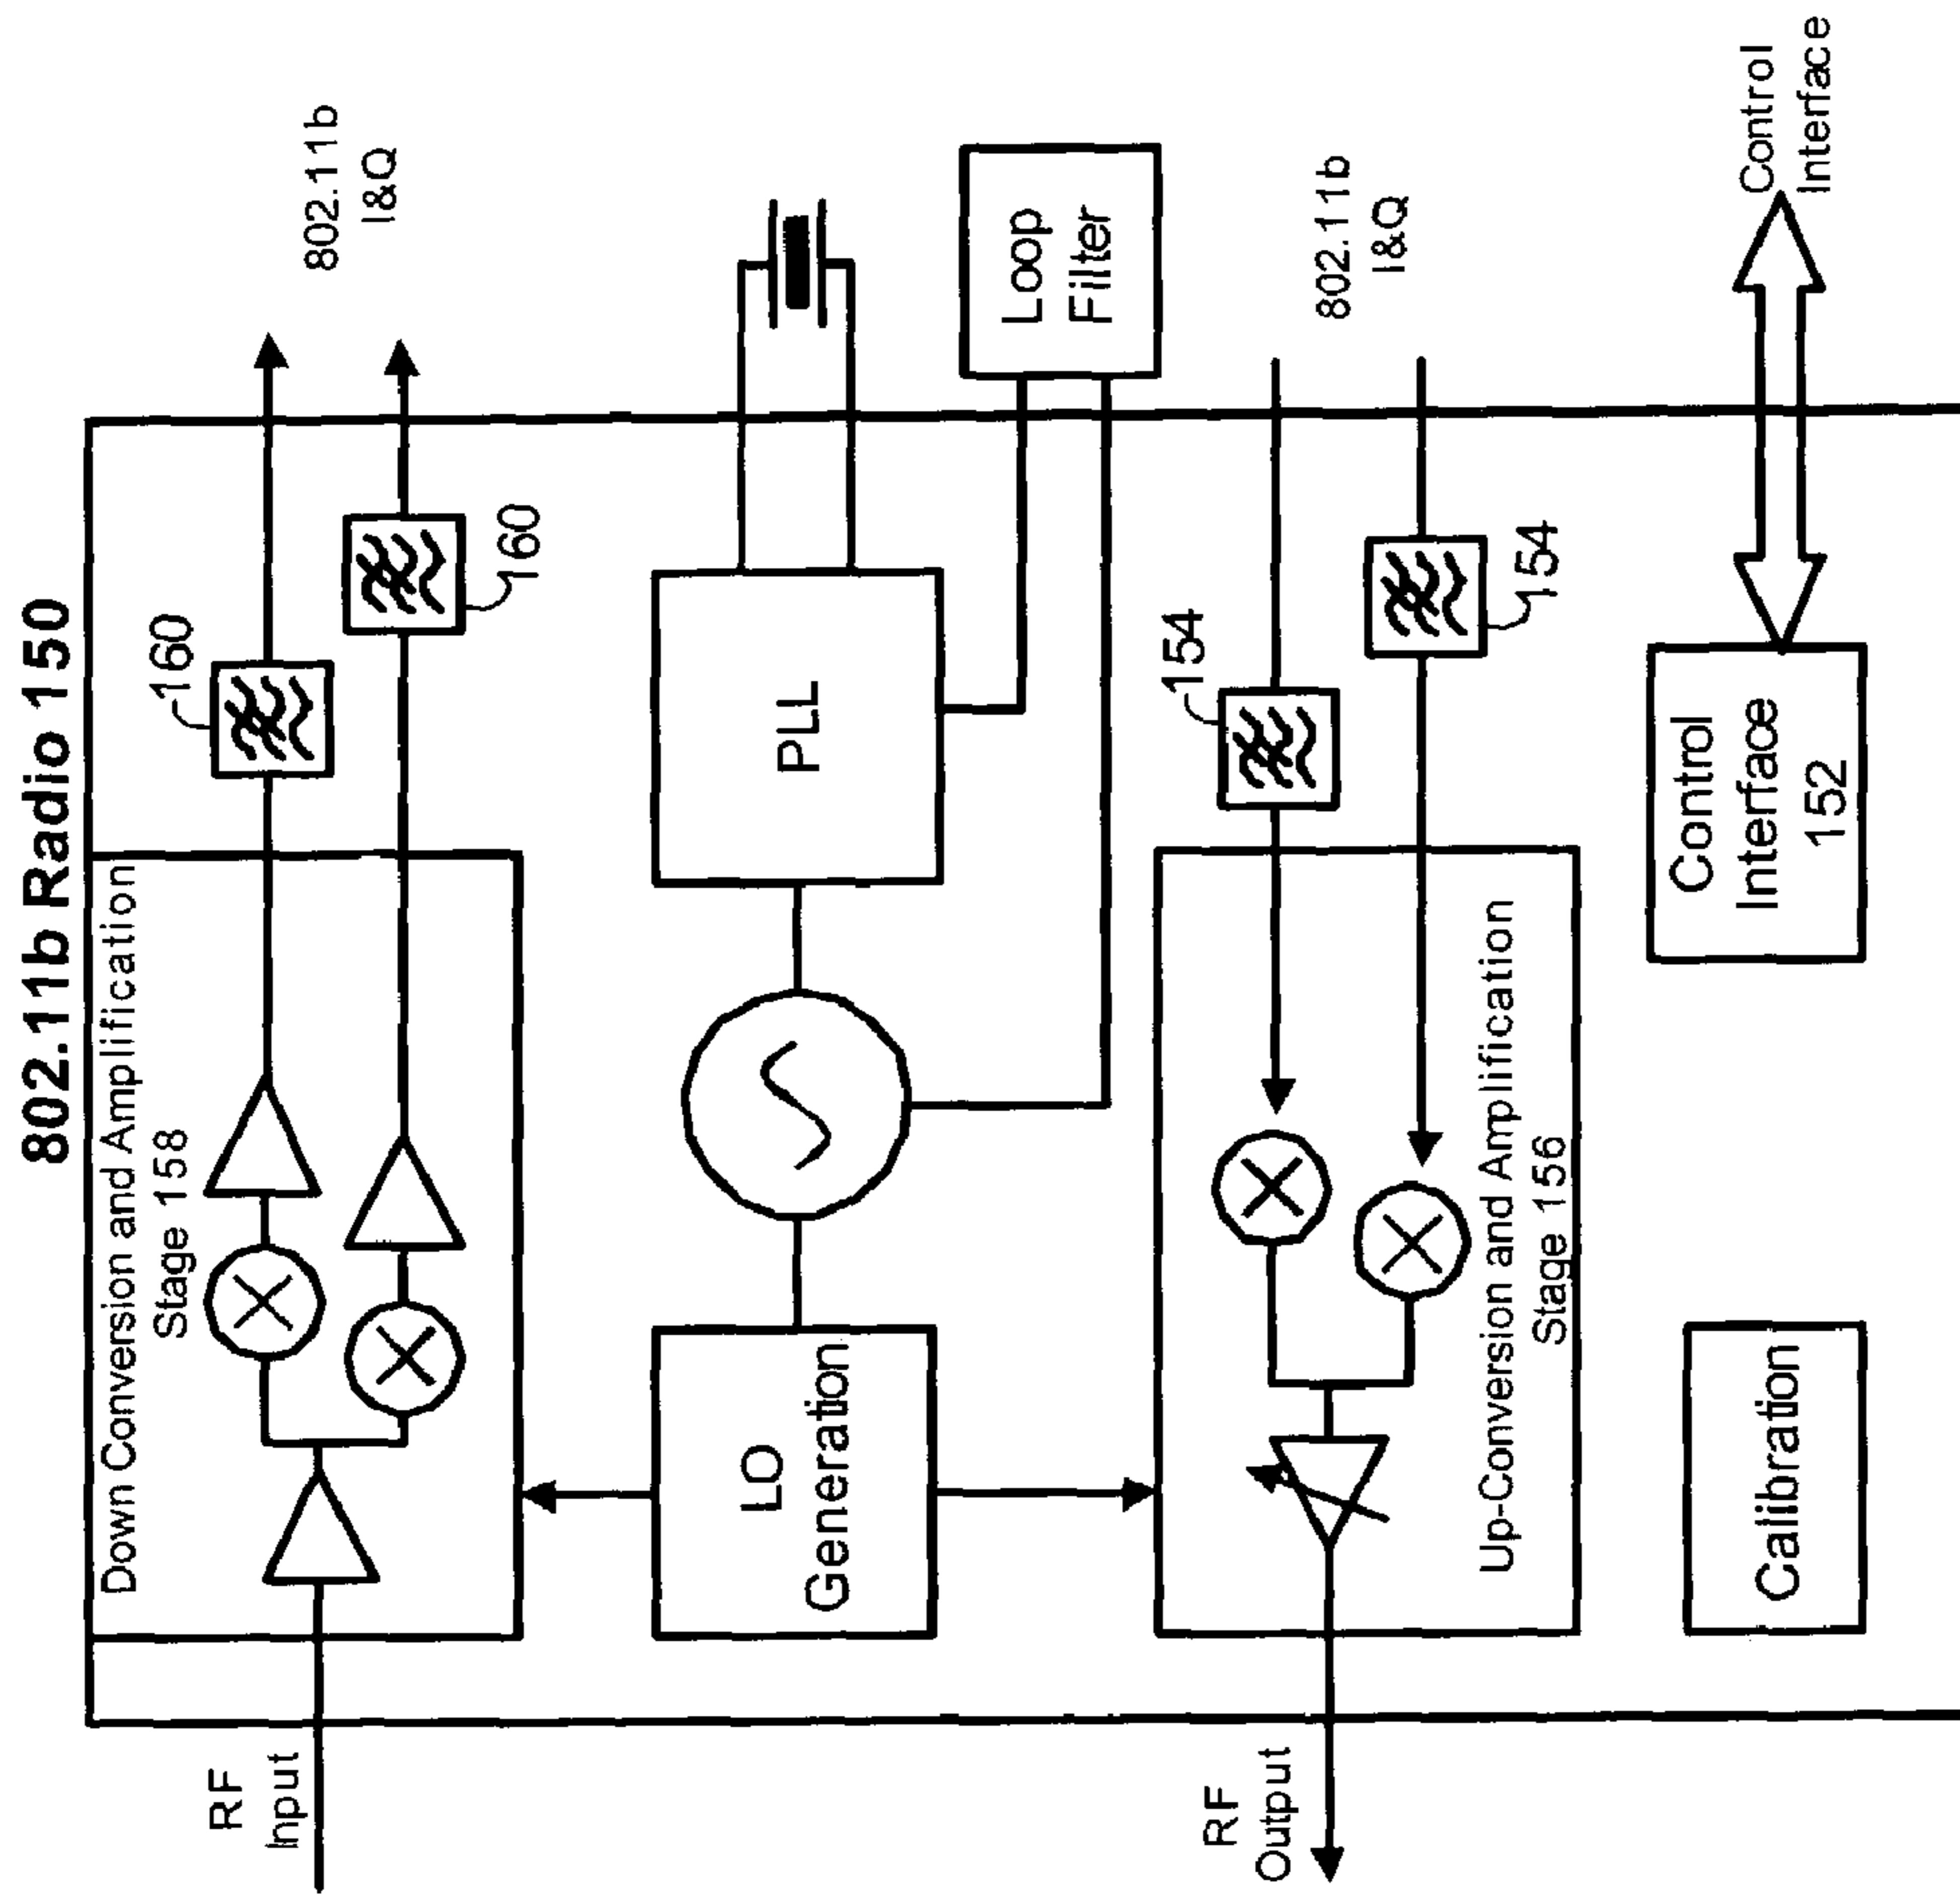 802.11b Radio 150
RF
Input
Down Conversion and Amplification
Stage 158
160
160
802.11b
I&Q
LO
Generation
PLL
Loop
Filter
RF
Output
Up-Conversion and Amplification
Stage 156
154
154
802.11b
I&Q
Calibration
Control
Interface
152
Control
Interface